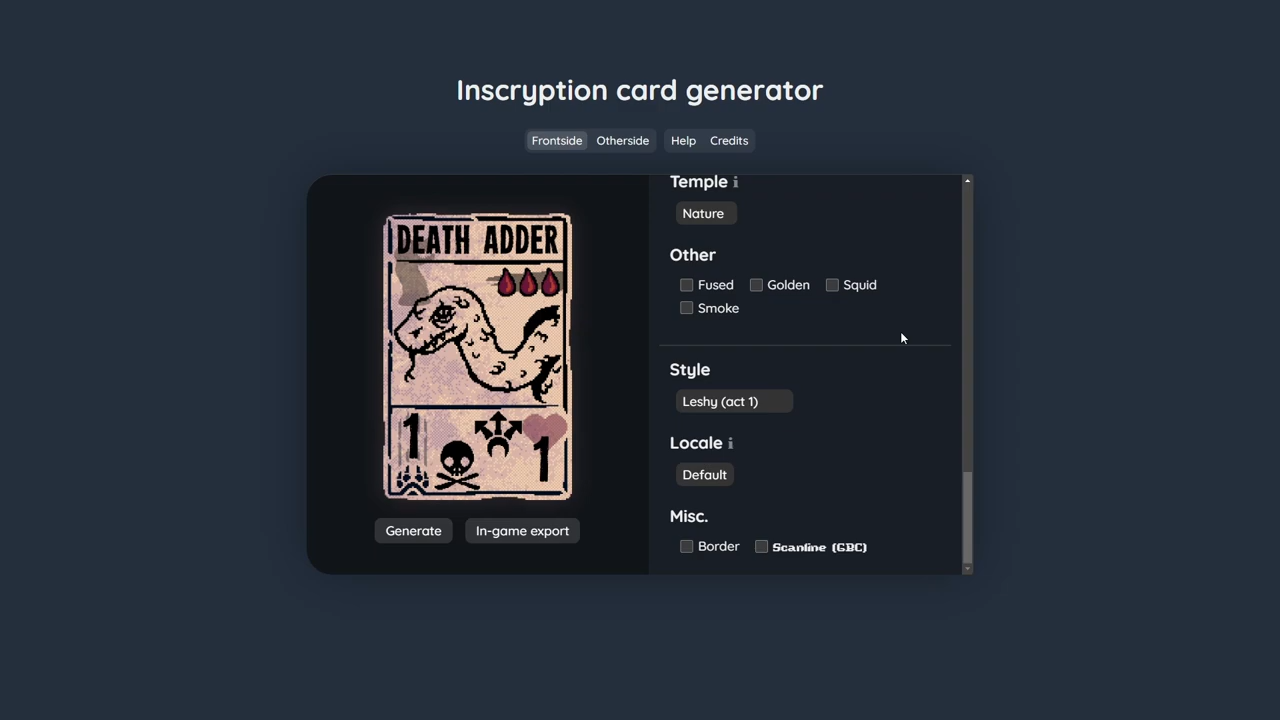 Inscryption card generator
Frontside Otherside Help Credits
DEATH ADDER
1
1
Generate In-game export
Temple
Nature
Other
Fused Golden Squid
Smoke
Style
Leshy (act 1)
Locale
Default
Misc.
Border Scanline (GBC)